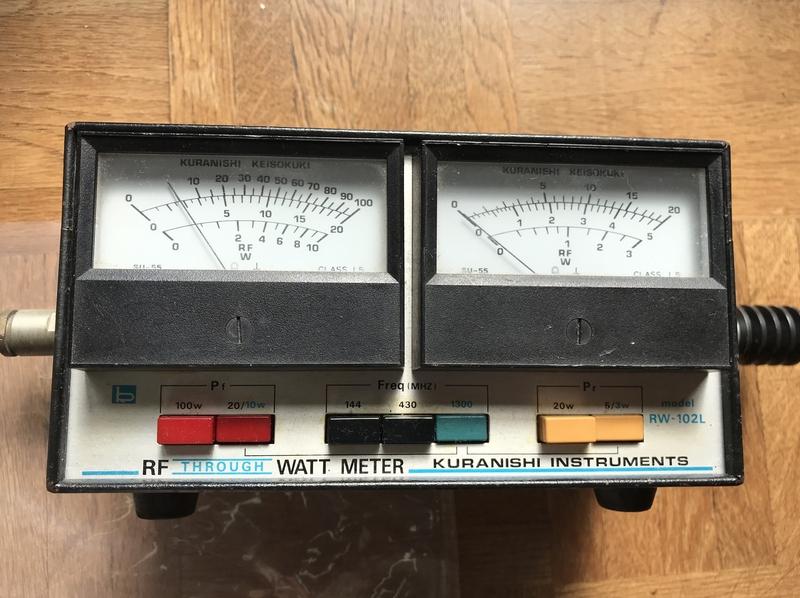 KURANISHI KEISOKUKI
0 10 20 30 40 50 60 70 80 90 100
0 5 10 15 20
0 2 4 6 8 10
RF
W
SU-55
CLASS 1.5
KURANISHI KEISOKUKI
0 5 10 15 20
0 1 2 3 4 5
0 1 2 3
RF
W
SU-55
CLASS 1.5
Pf
100w 20/10w
Freq(MHZ)
144 430 1300
Pr
20w 5/3w
model
RW-102L
RF THROUGH WATT METER
KURANISHI INSTRUMENTS